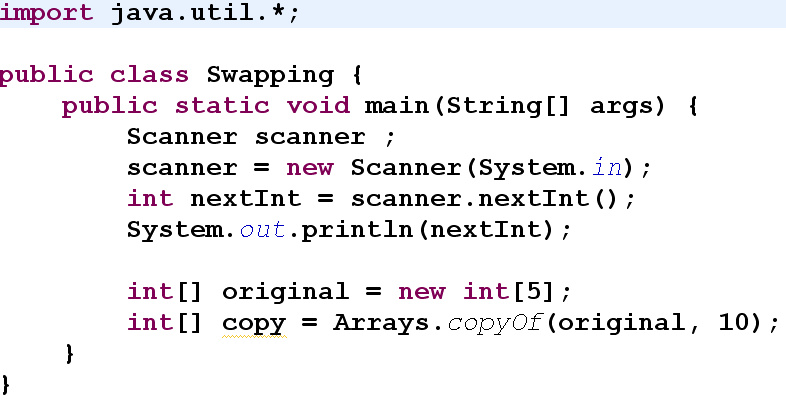 import java.util.*;
public class Swapping {
public static void main(String[] args) {
Scanner scanner ;
scanner = new Scanner(System.in);
int nextInt = scanner.nextInt();
System.out.println(nextInt);
int[] original = new int[5];
int[] copy = Arrays.copyOf(original, 10);
}
}